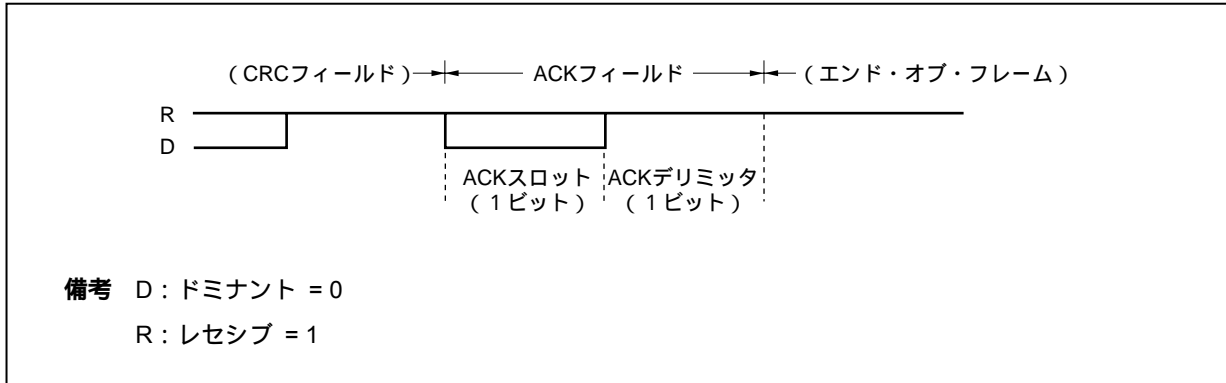 （CRCフィールド） ACKフィールド （エンド・オブ・フレーム）
R
D
ACKスロット ACKデリミッタ
（1ビット） （1ビット）
備考 D：ドミナント = 0
R：レセシブ = 1